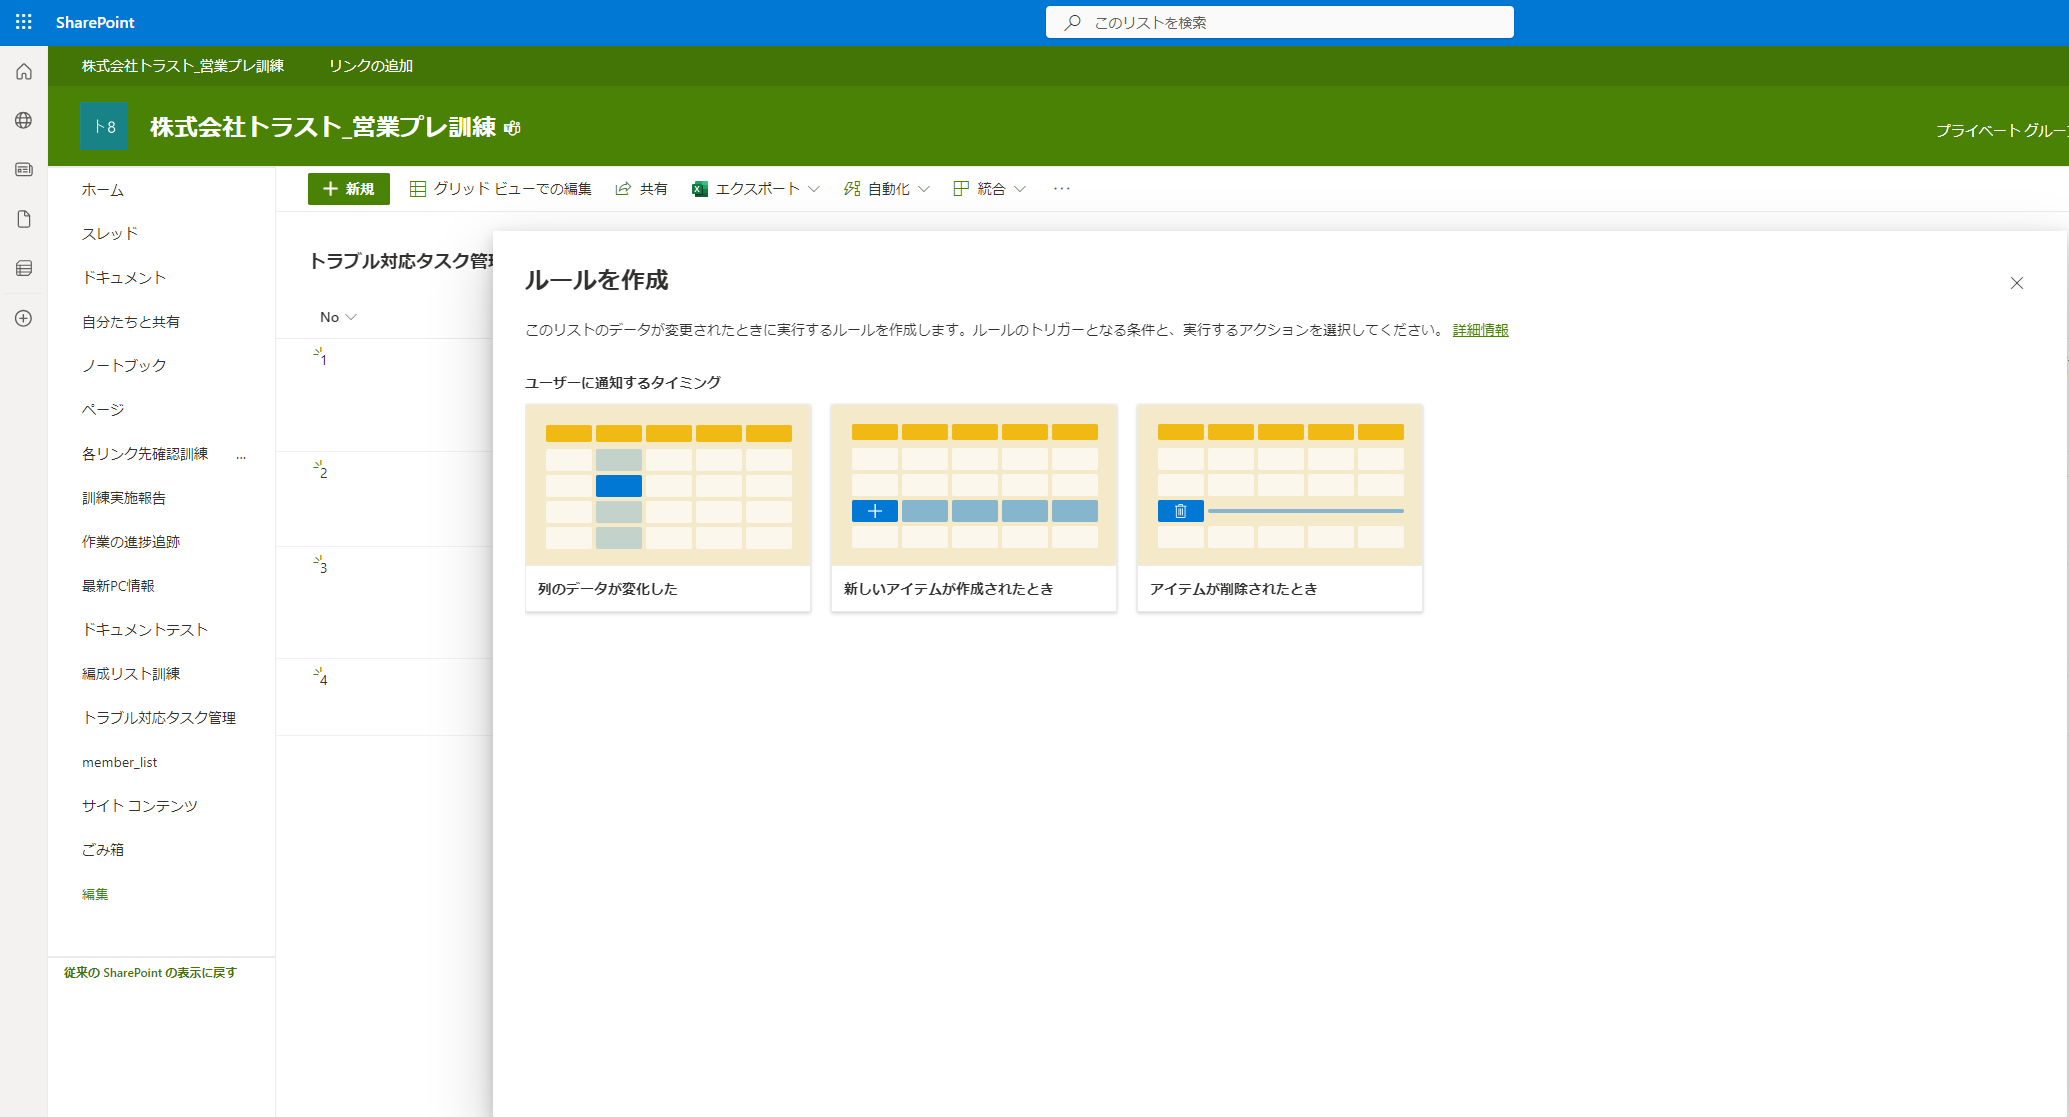 SharePoint
このリストを検索
株式会社トラスト_営業プレ訓練 リンクの追加
ト8 株式会社トラスト_営業プレ訓練
プライベート グルー
ホーム
スレッド
ドキュメント
自分たちと共有
ノートブック
ページ
各リンク先確認訓練 ...
訓練実施報告
作業の進捗追跡
最新PC情報
ドキュメントテスト
編成リスト訓練
トラブル対応タスク管理
member_list
サイト コンテンツ
ごみ箱
編集
従来の SharePoint の表示に戻す
新規 グリッド ビューでの編集 共有 エクスポート 自動化 統合 ...
トラブル対応タスク管
No
1
2
3
4
ルールを作成
このリストのデータが変更されたときに実行するルールを作成します。ルールのトリガーとなる条件と、実行するアクションを選択してください。 詳細情報
ユーザーに通知するタイミング
列のデータが変化した
新しいアイテムが作成されたとき
アイテムが削除されたとき